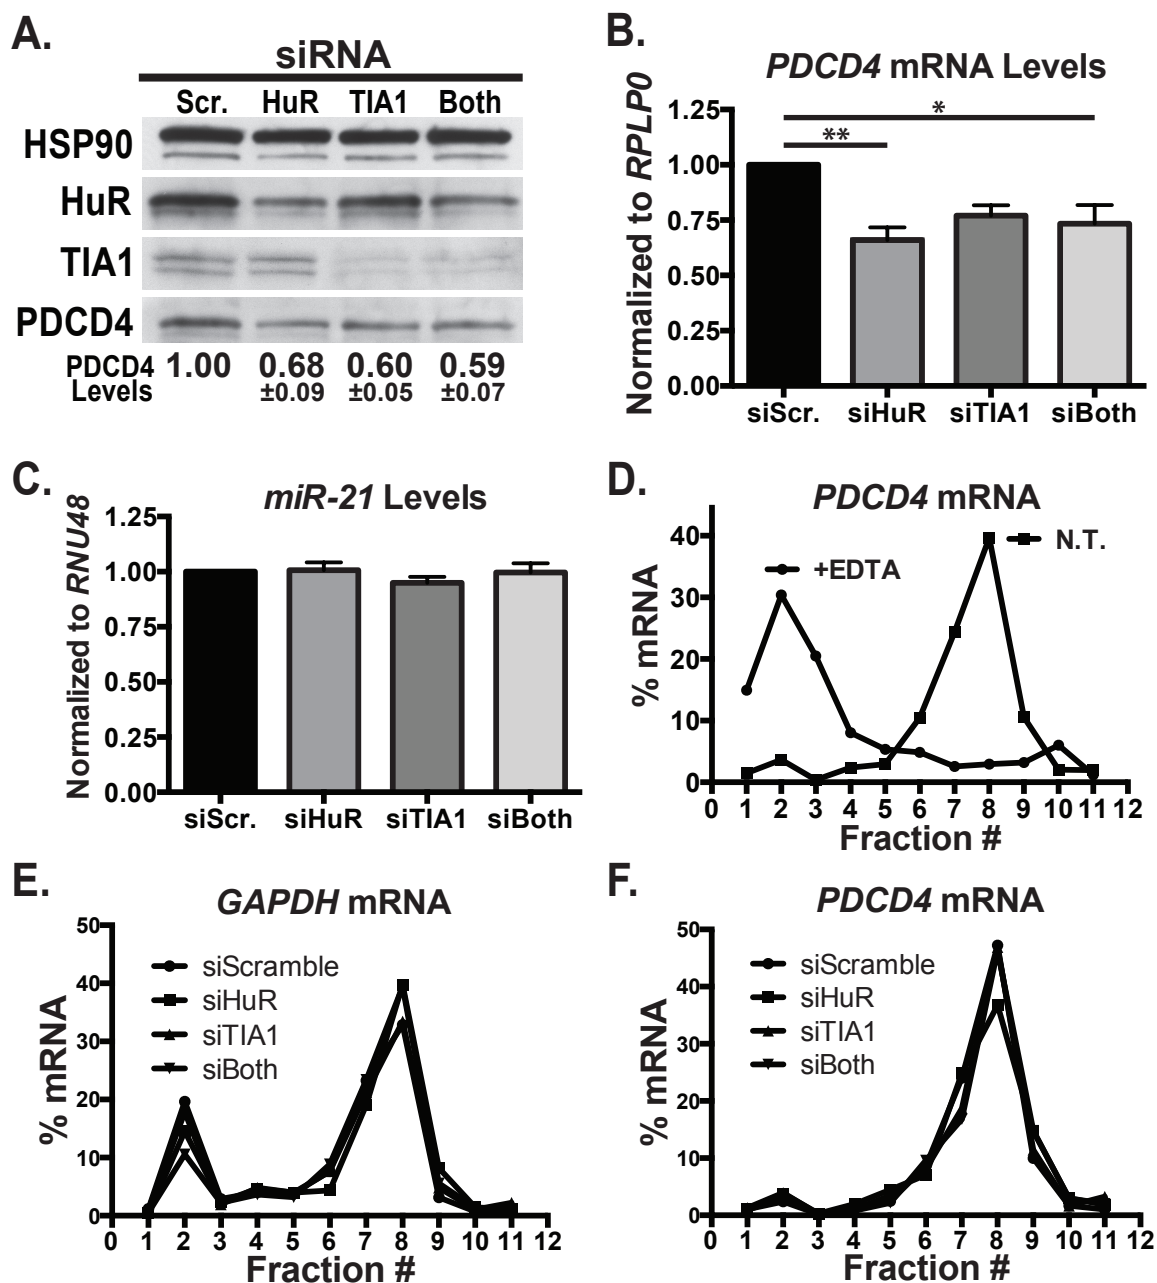 A.
siRNA
Scr. HuR TIA1 Both
HSP90
HuR
TIA1
PDCD4
PDCD4 Levels 1.00 0.68 0.60 0.59
±0.09 ±0.05 ±0.07
B.
PDCD4 mRNA Levels
Normalized to RPLP0
1.25
1.00
0.75
0.50
0.25
0.00
*
**
siScr. siHuR siTIA1 siBoth
C.
miR-21 Levels
Normalized to RNU48
1.25
1.00
0.75
0.50
0.25
0.00
siScr. siHuR siTIA1 siBoth
D.
PDCD4 mRNA
% mRNA
40
30
20
10
0
N.T.
+EDTA
0 1 2 3 4 5 6 7 8 9 10 11 12
Fraction #
E.
GAPDH mRNA
% mRNA
50
40
30
20
10
0
siScramble
siHuR
siTIA1
siBoth
0 1 2 3 4 5 6 7 8 9 10 11 12
Fraction #
F.
PDCD4 mRNA
% mRNA
50
40
30
20
10
0
siScramble
siHuR
siTIA1
siBoth
0 1 2 3 4 5 6 7 8 9 10 11 12
Fraction #